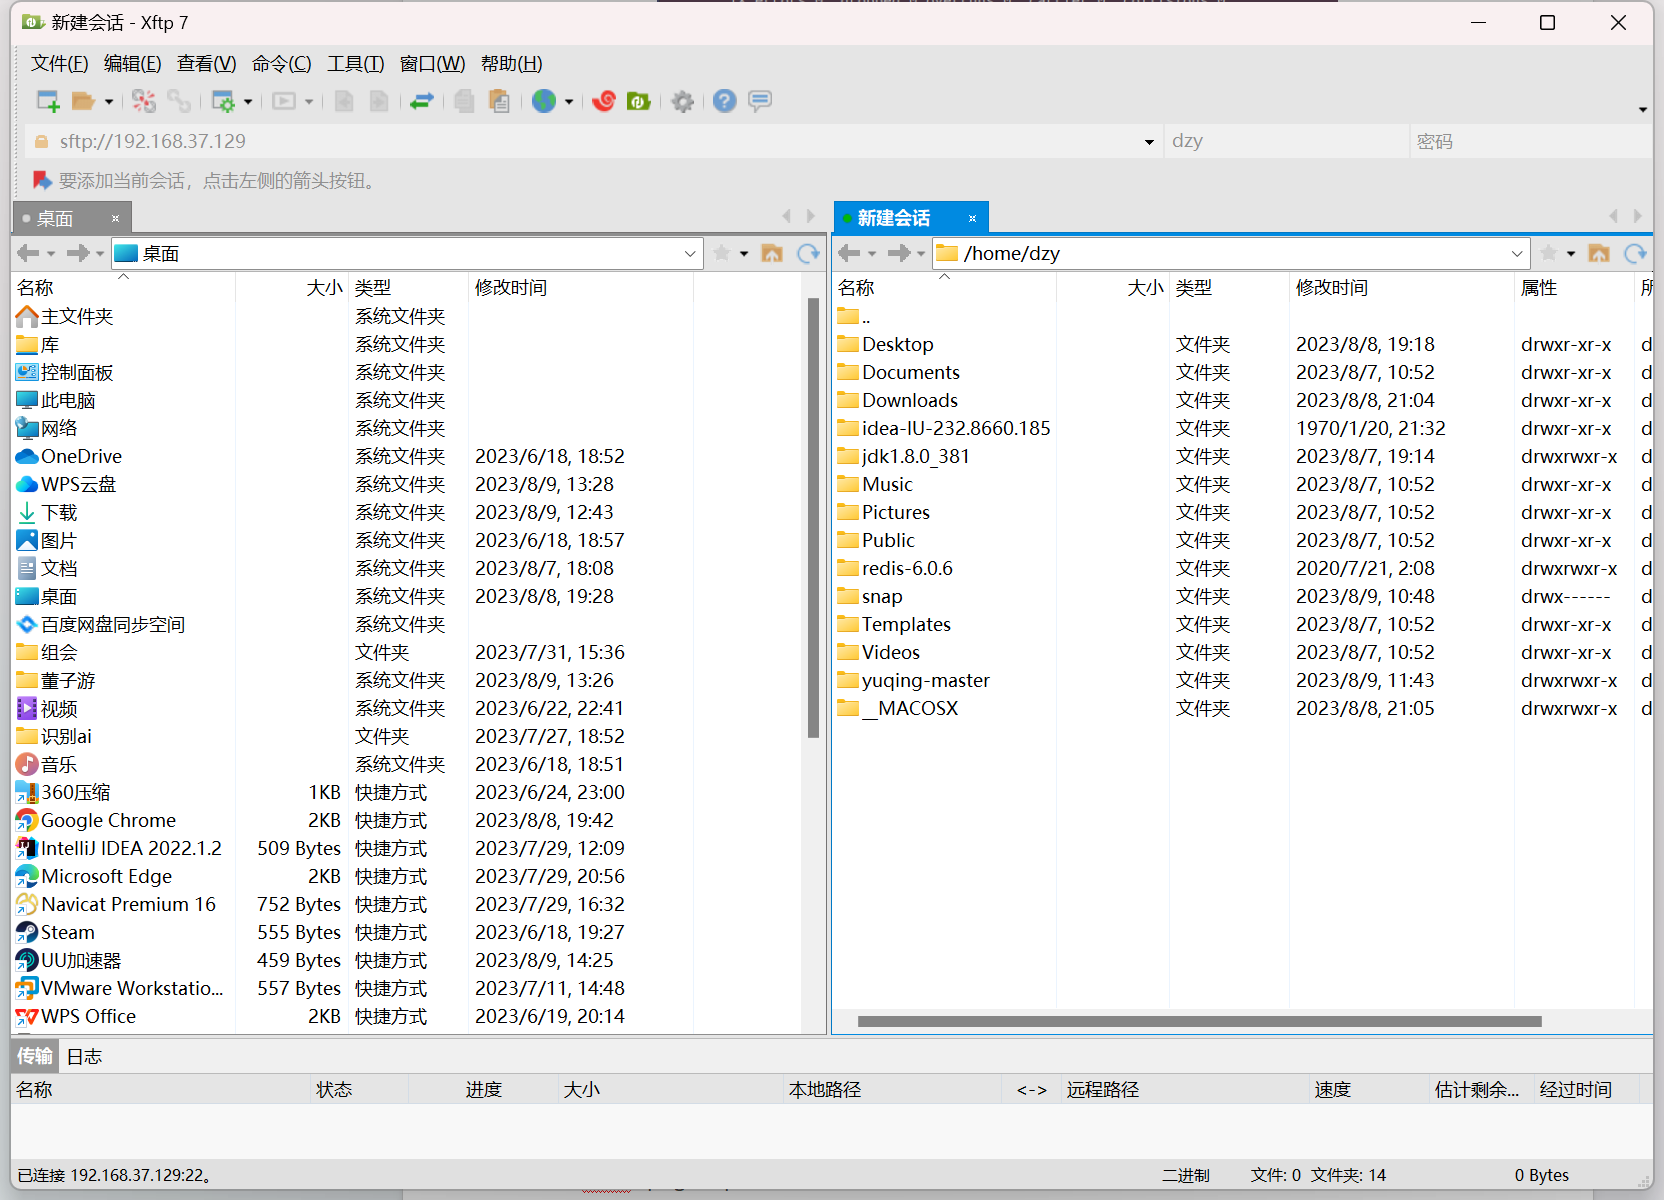 新建会话 - Xftp 7
文件(F) 编辑(E) 查看(V) 命令(C) 工具(T) 窗口(W) 帮助(H)
sftp://192.168.37.129 dzy 密码
要添加当前会话，点击左侧的箭头按钮。
桌面 新建会话
桌面 /home/dzy
名称 大小 类型 修改时间
主文件夹 系统文件夹
库 系统文件夹
控制面板 系统文件夹
此电脑 系统文件夹
网络 系统文件夹
OneDrive 系统文件夹 2023/6/18, 18:52
WPS云盘 系统文件夹 2023/8/9, 13:28
下载 系统文件夹 2023/8/9, 12:43
图片 系统文件夹 2023/6/18, 18:57
文档 系统文件夹 2023/8/7, 18:08
桌面 系统文件夹 2023/8/8, 19:28
百度网盘同步空间 系统文件夹
组会 文件夹 2023/7/31, 15:36
董子游 系统文件夹 2023/8/9, 13:26
视频 系统文件夹 2023/6/22, 22:41
识别ai 文件夹 2023/7/27, 18:52
音乐 系统文件夹 2023/6/18, 18:51
360压缩 1KB 快捷方式 2023/6/24, 23:00
Google Chrome 2KB 快捷方式 2023/8/8, 19:42
IntelliJ IDEA 2022.1.2 509 Bytes 快捷方式 2023/7/29, 12:09
Microsoft Edge 2KB 快捷方式 2023/7/29, 20:56
Navicat Premium 16 752 Bytes 快捷方式 2023/7/29, 16:32
Steam 555 Bytes 快捷方式 2023/6/18, 19:27
UU加速器 459 Bytes 快捷方式 2023/8/9, 14:25
VMware Workstatio... 557 Bytes 快捷方式 2023/7/11, 14:48
WPS Office 2KB 快捷方式 2023/6/19, 20:14
名称 大小 类型 修改时间 属性 所
..
Desktop 文件夹 2023/8/8, 19:18 drwxr-xr-x d
Documents 文件夹 2023/8/7, 10:52 drwxr-xr-x d
Downloads 文件夹 2023/8/8, 21:04 drwxr-xr-x d
idea-IU-232.8660.185 文件夹 1970/1/20, 21:32 drwxr-xr-x d
jdk1.8.0_381 文件夹 2023/8/7, 19:14 drwxrwxr-x d
Music 文件夹 2023/8/7, 10:52 drwxr-xr-x d
Pictures 文件夹 2023/8/7, 10:52 drwxr-xr-x d
Public 文件夹 2023/8/7, 10:52 drwxr-xr-x d
redis-6.0.6 文件夹 2020/7/21, 2:08 drwxrwxr-x d
snap 文件夹 2023/8/9, 10:48 drwx------ d
Templates 文件夹 2023/8/7, 10:52 drwxr-xr-x d
Videos 文件夹 2023/8/7, 10:52 drwxr-xr-x d
yuqing-master 文件夹 2023/8/9, 11:43 drwxrwxr-x d
__MACOSX 文件夹 2023/8/8, 21:05 drwxrwxr-x d
传输 日志
名称 状态 进度 大小 本地路径 <-> 远程路径 速度 估计剩余... 经过时间
已连接 192.168.37.129:22。 二进制 文件: 0 文件夹: 14 0 Bytes